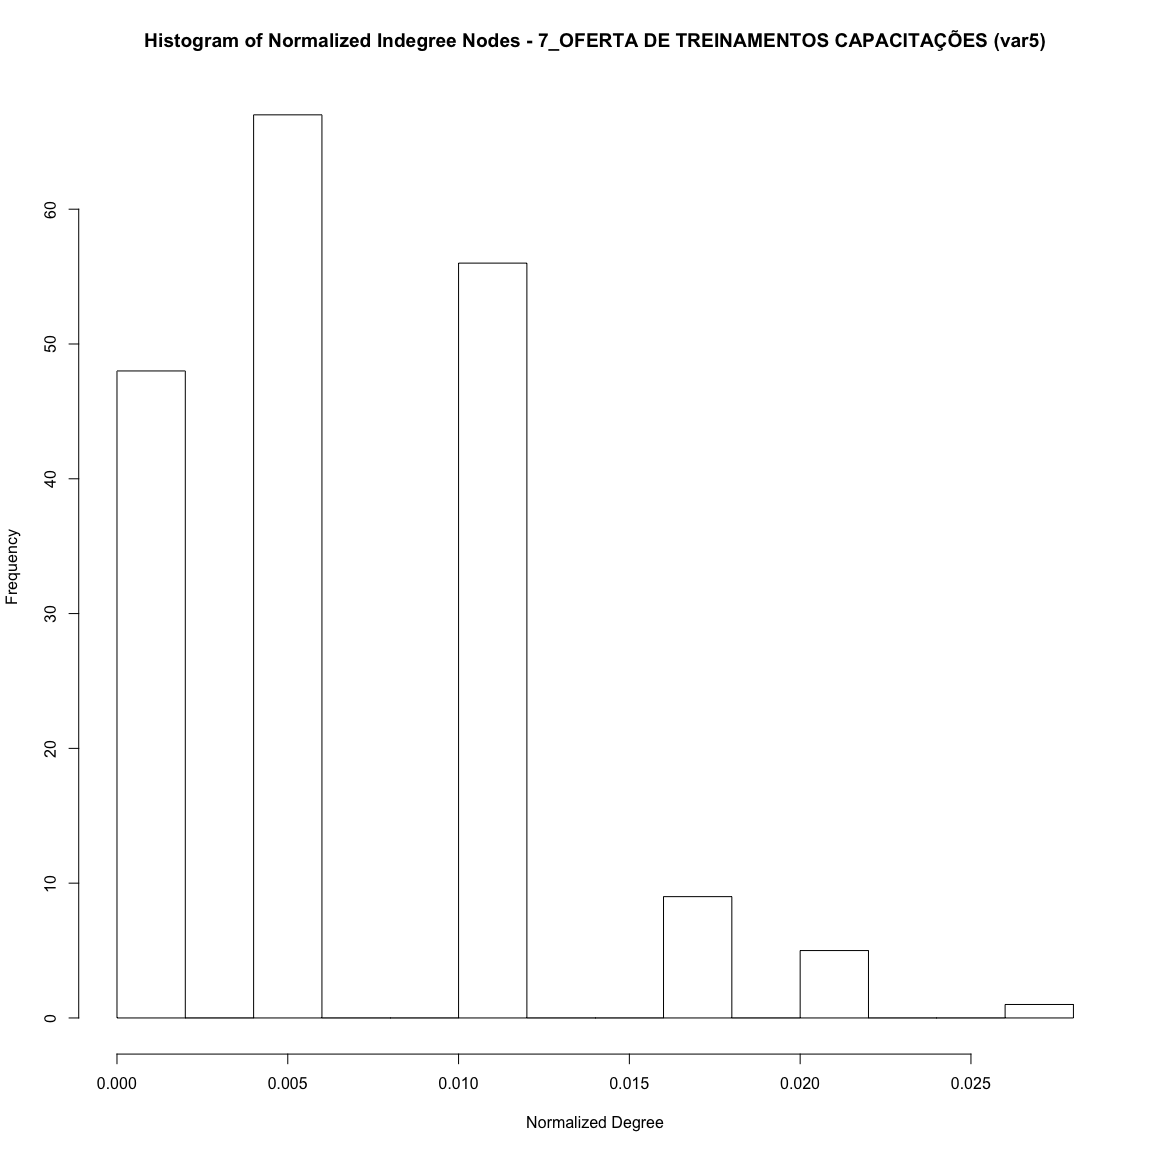 Histogram of Normalized Indegree Nodes - 7_OFERTA DE TREINAMENTOS CAPACITAÇÕES (var5)
Frequency
60
50
40
30
20
10
0
0.000 0.005 0.010 0.015 0.020 0.025
Normalized Degree